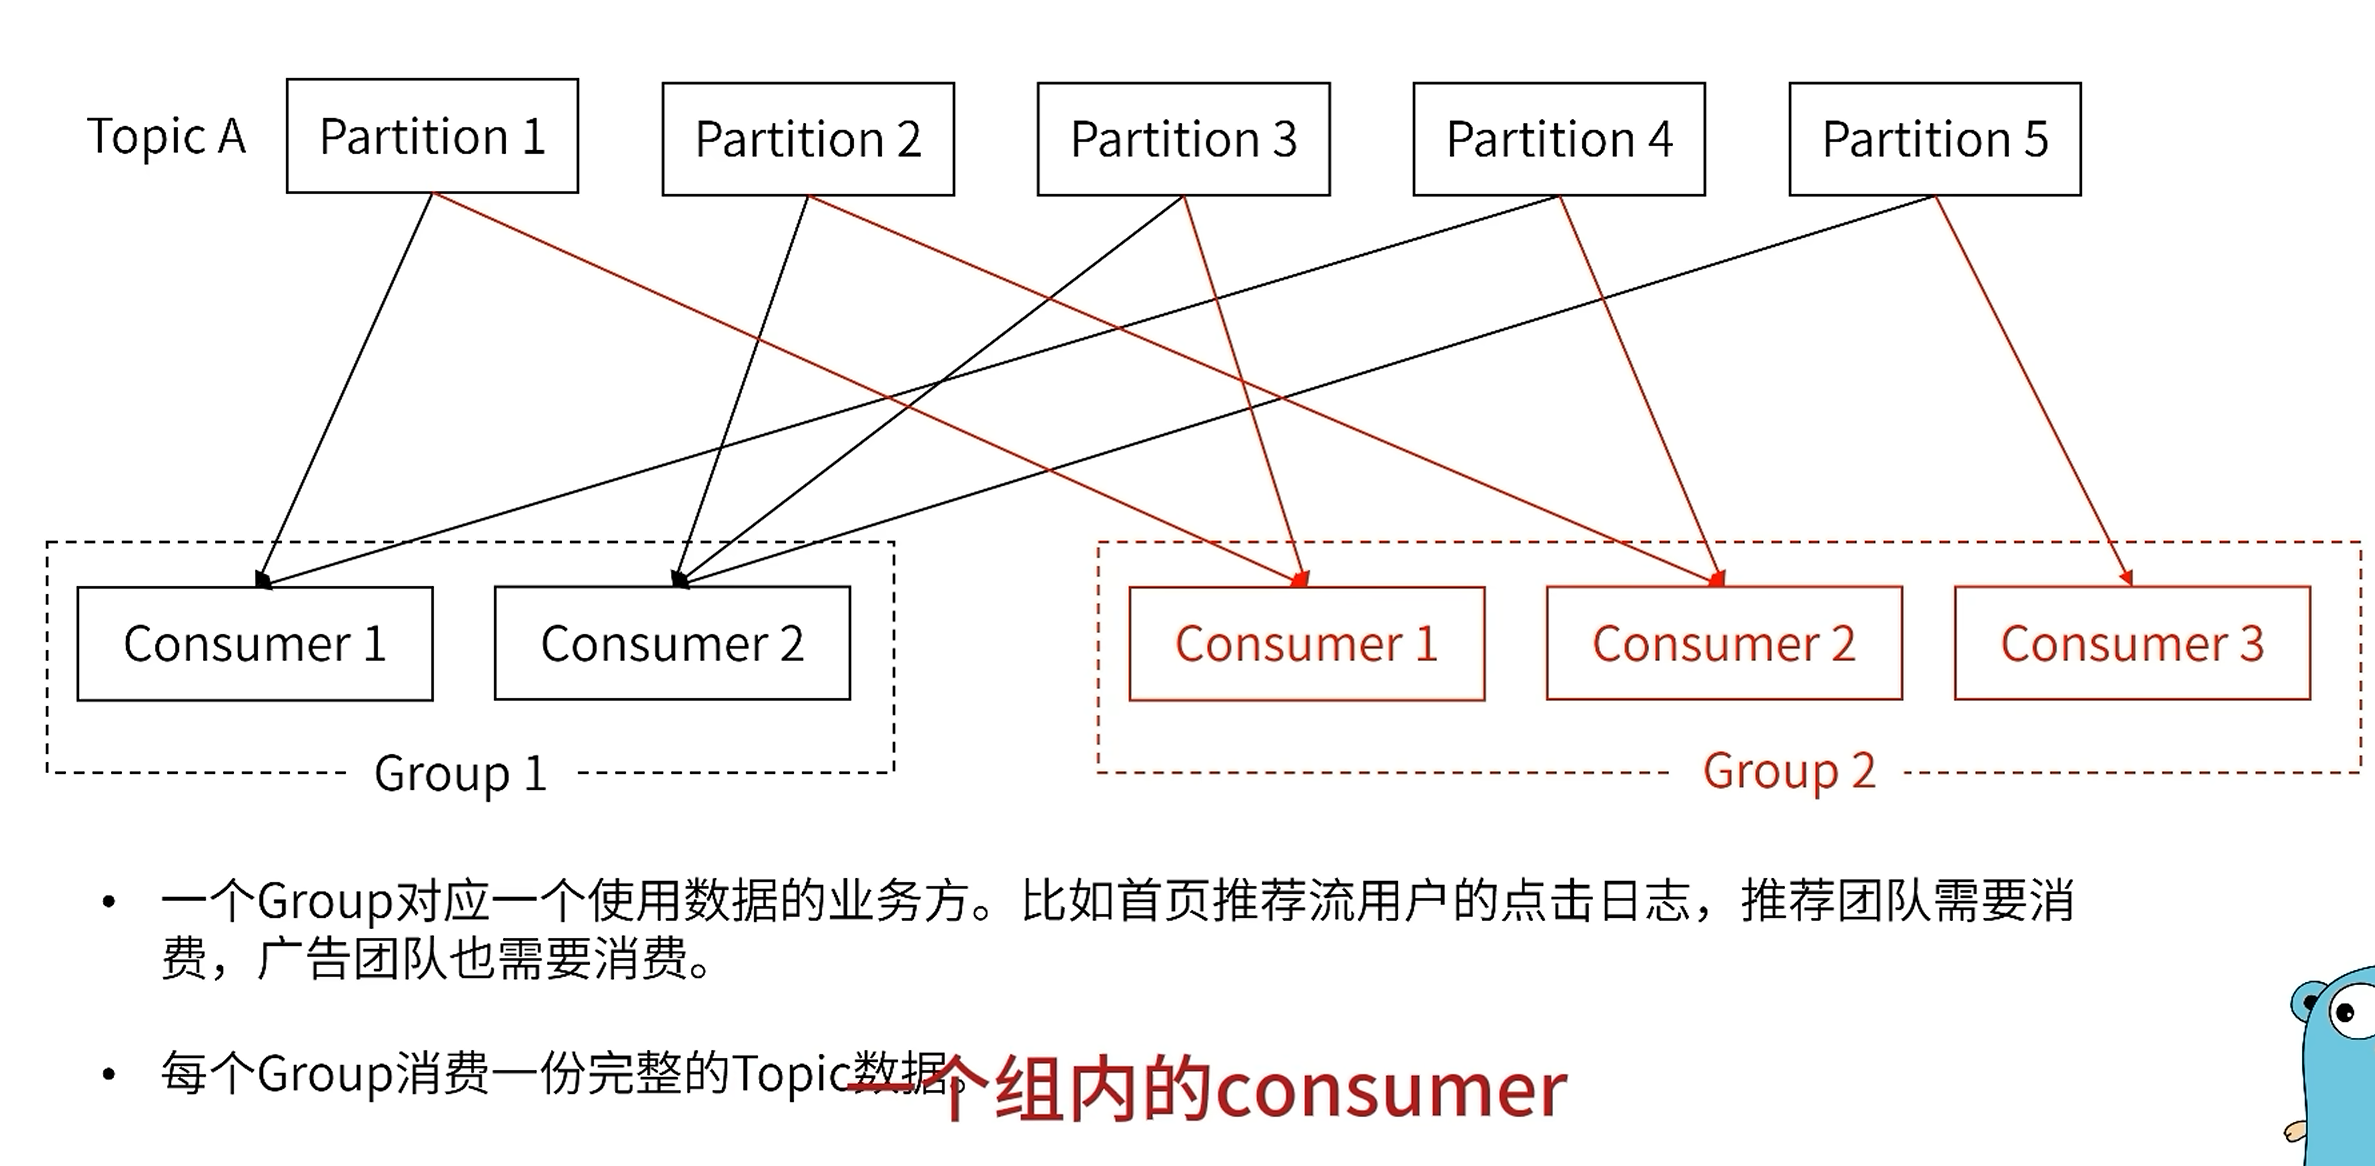 Topic A
Partition 1
Partition 2
Partition 3
Partition 4
Partition 5
Consumer 1
Consumer 2
Consumer 1
Consumer 2
Consumer 3
Group 1
Group 2
• 一个Group对应一个使用数据的业务方。比如首页推荐流用户的点击日志，推荐团队需要消
费，广告团队也需要消费。
• 每个Group消费一份完整的Topic数据。
一个组内的consumer